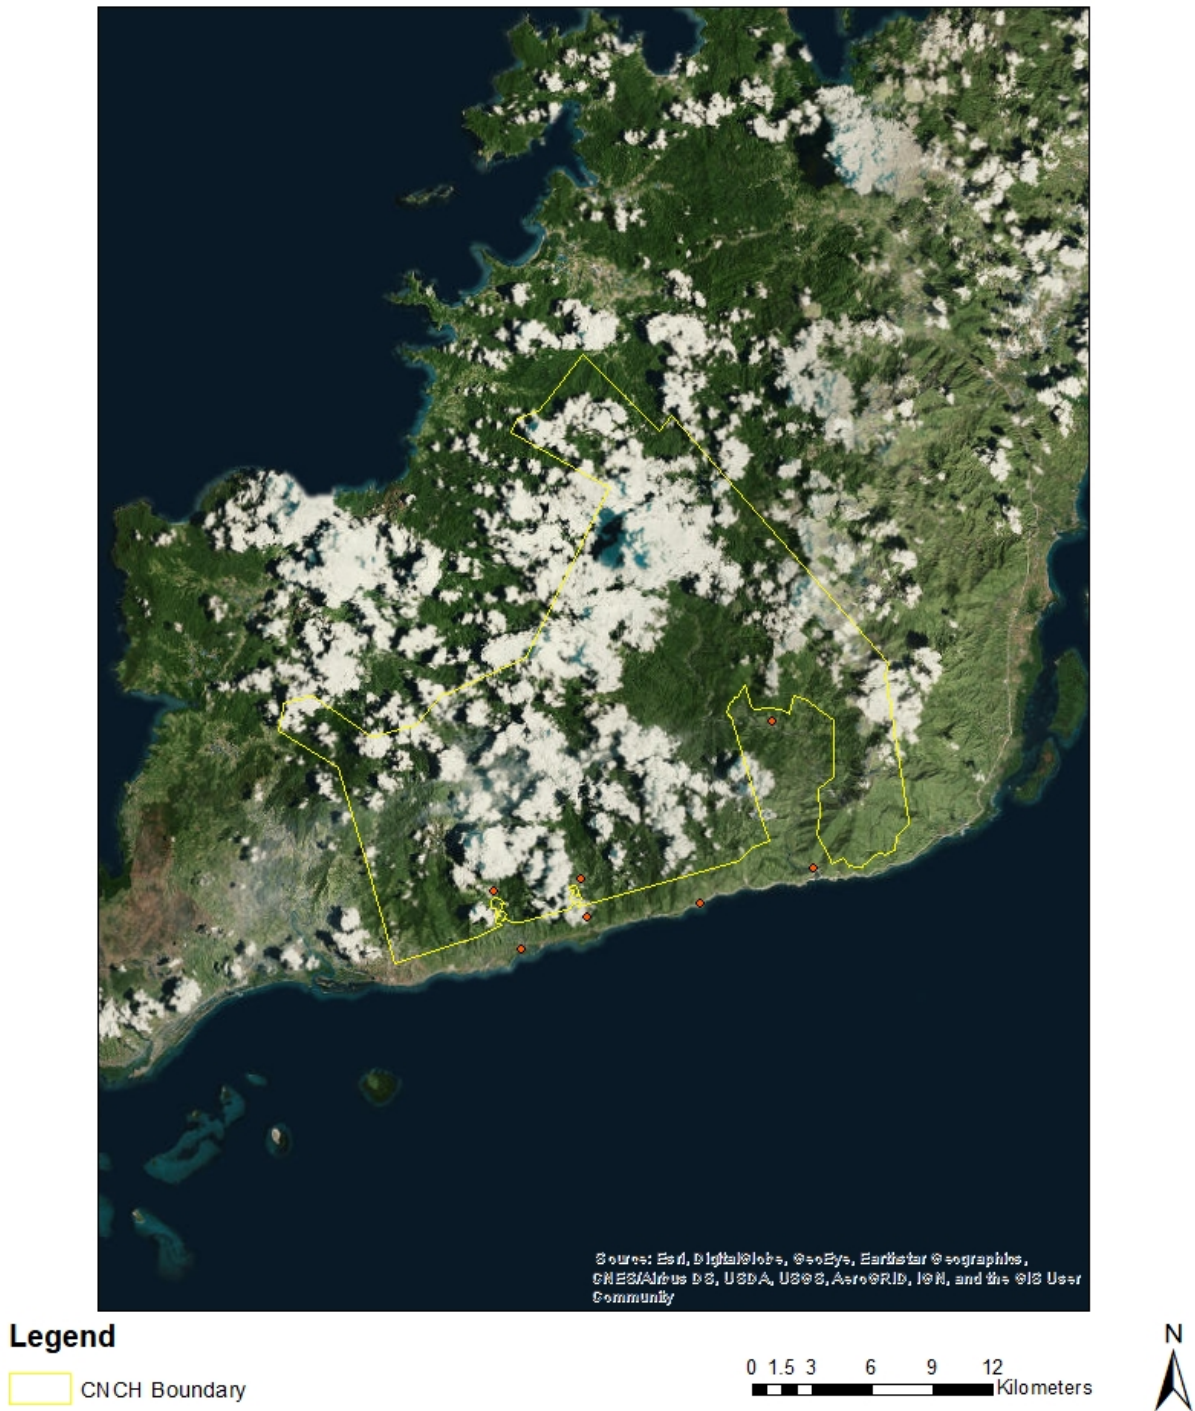 Source: Esri, DigitalGlobe, GeoEye, Earthstar Geographics,
CNES/Airbus DS, USDA, USGS, AeroGRID, IGN, and the GIS User
Community
Legend
CNCH Boundary
0 1.5 3 6 9 12
Kilometers
N